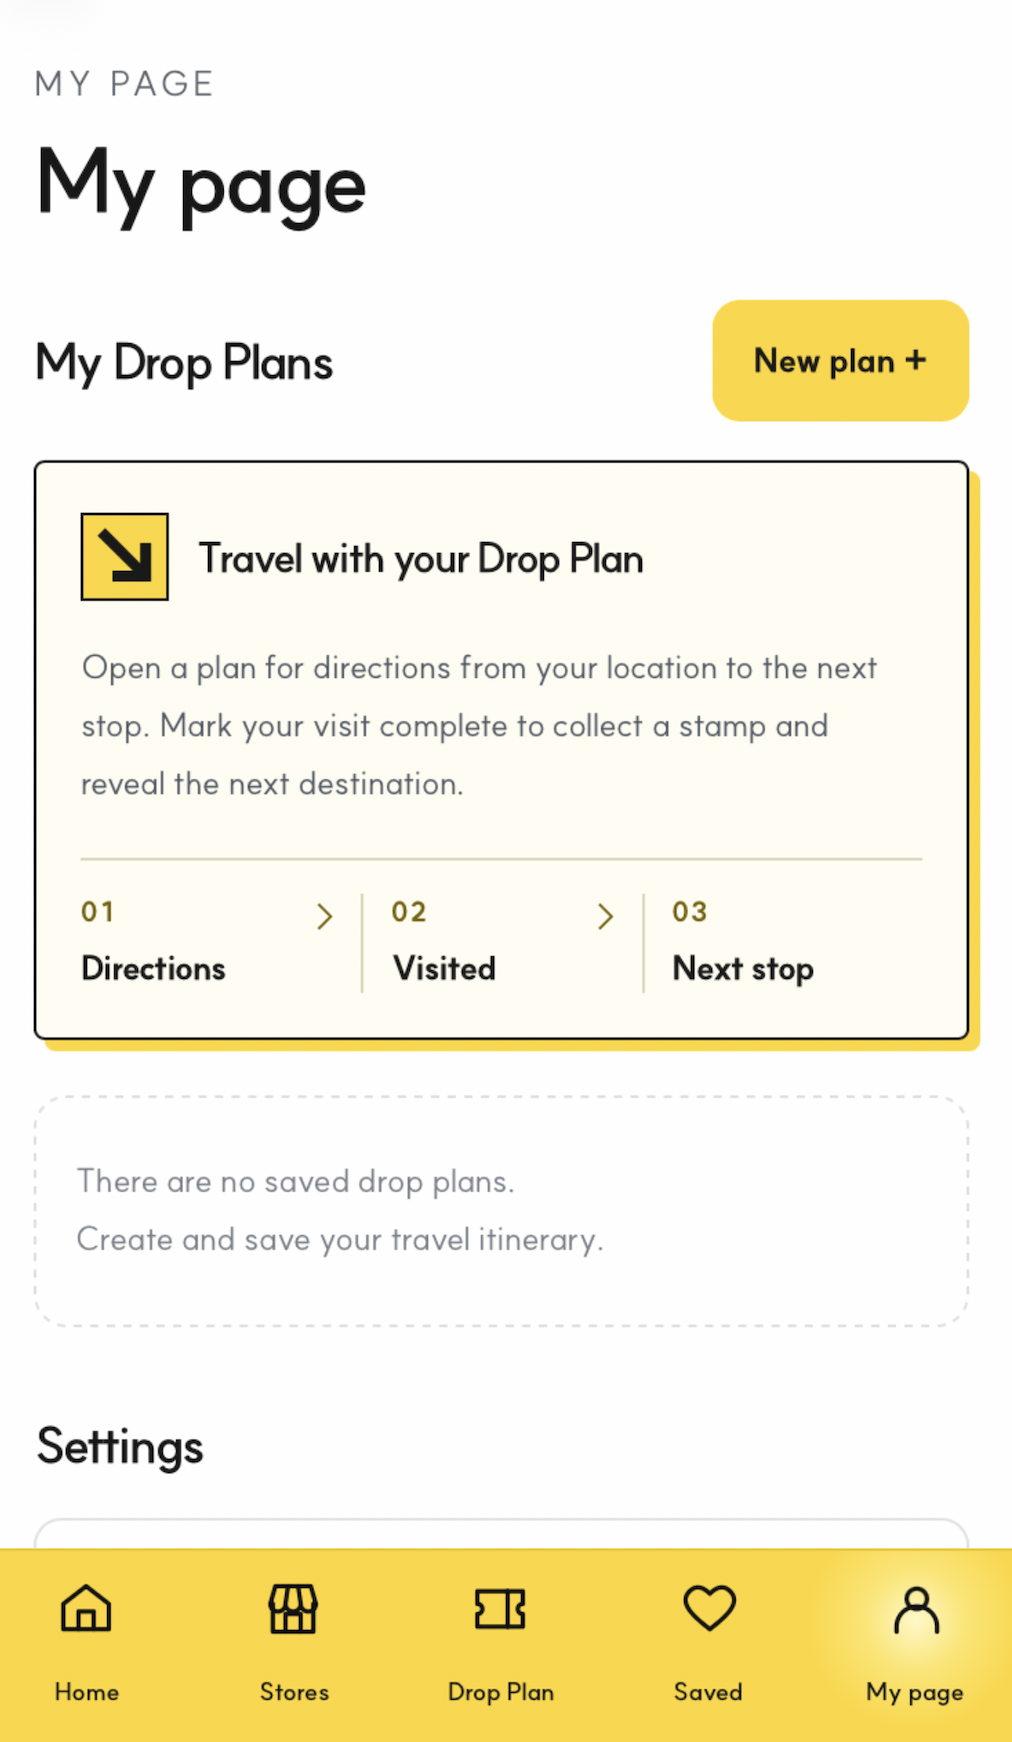 MY PAGE
My page
My Drop Plans
New plan +
Travel with your Drop Plan
Open a plan for directions from your location to the next
stop. Mark your visit complete to collect a stamp and
reveal the next destination.
01
Directions
02
Visited
03
Next stop
There are no saved drop plans.
Create and save your travel itinerary.
Settings
Home
Stores
Drop Plan
Saved
My page